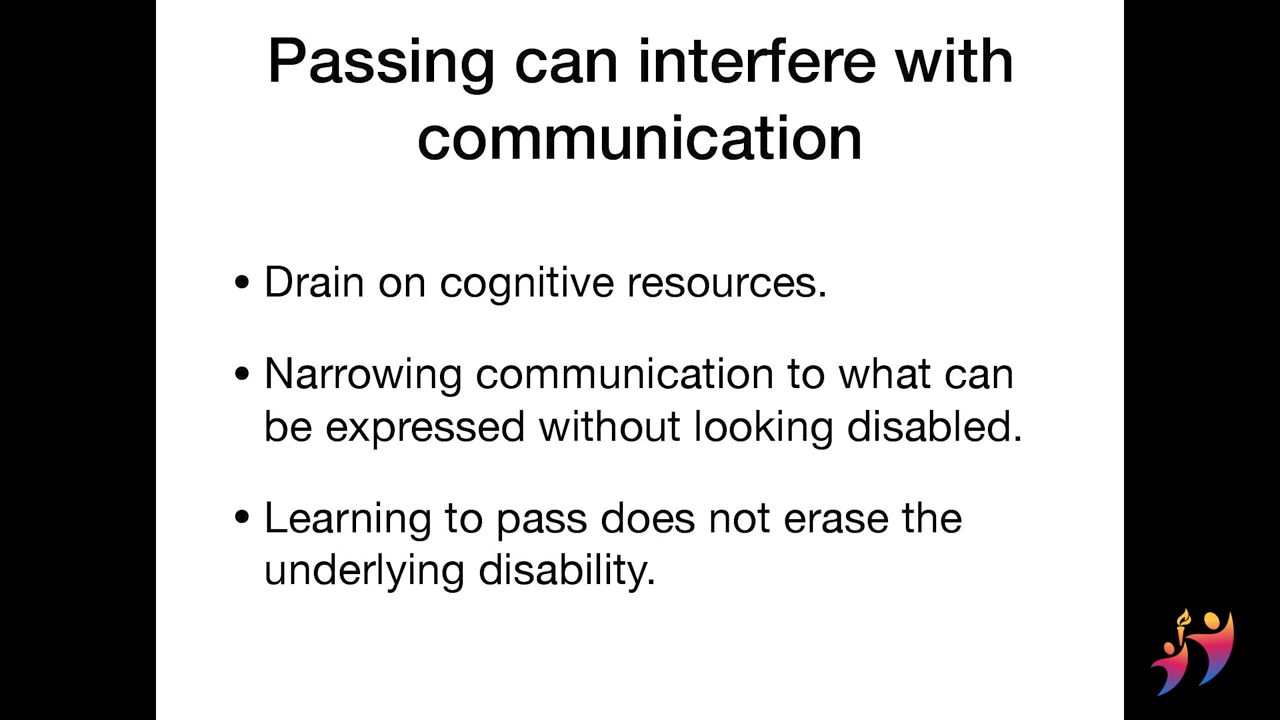 Passing can interfere with
communication
• Drain on cognitive resources.
• Narrowing communication to what can
be expressed without looking disabled.
• Learning to pass does not erase the
underlying disability.